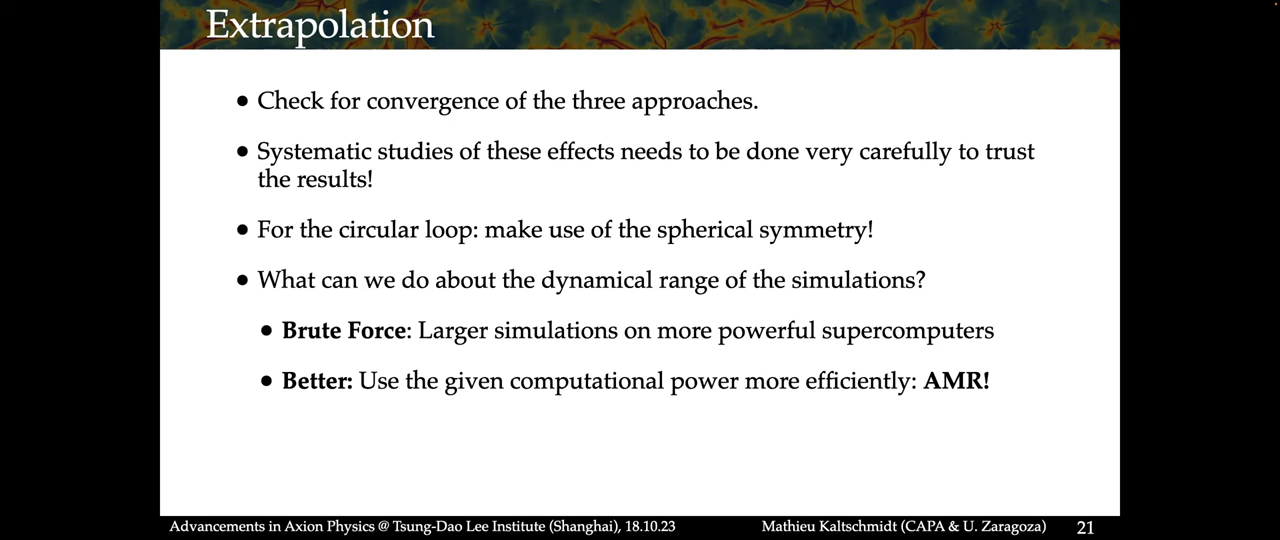 Extrapolation
● Check for convergence of the three approaches.
● Systematic studies of these effects needs to be done very carefully to trust
the results!
● For the circular loop: make use of the spherical symmetry!
● What can we do about the dynamical range of the simulations?
● Brute Force: Larger simulations on more powerful supercomputers
● Better: Use the given computational power more efficiently: AMR!
Advancements in Axion Physics @ Tsung-Dao Lee Institute (Shanghai), 18.10.23 Mathieu Kaltschmidt (CAPA & U. Zaragoza) 21